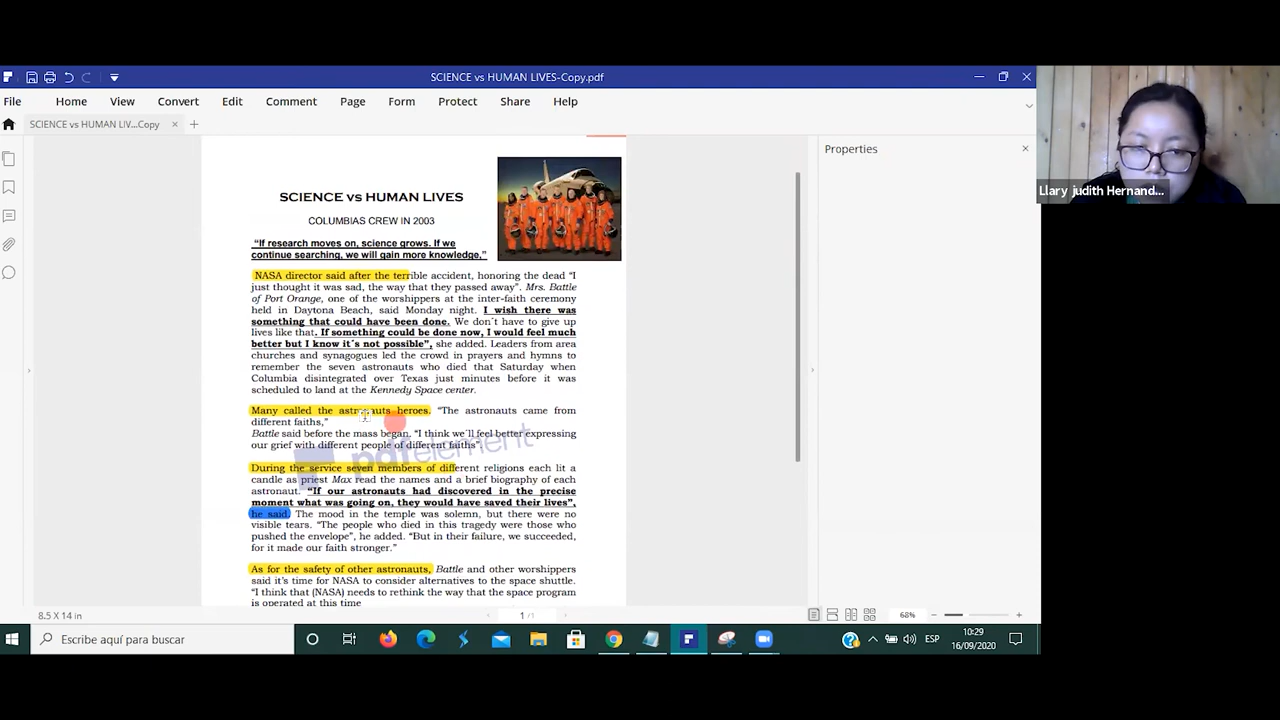 SCIENCE vs HUMAN LIVES-Copy.pdf
File Home View Convert Edit Comment Page Form Protect Share Help
SCIENCE vs HUMAN LIV...Copy
Properties
Llary judith Hernand...
SCIENCE vs HUMAN LIVES
COLUMBIAS CREW IN 2003
"If research moves on, science grows. If we
continue searching, we will gain more knowledge,"
NASA director said after the terrible accident, honoring the dead "I
just thought it was sad, the way that they passed away". Mrs. Battle
of Port Orange, one of the worshippers at the inter-faith ceremony
held in Daytona Beach, said Monday night. I wish there was
something that could have been done. We don´t have to give up
lives like that. If something could be done now, I would feel much
better but I know it´s not possible", she added. Leaders from area
churches and synagogues led the crowd in prayers and hymns to
remember the seven astronauts who died that Saturday when
Columbia disintegrated over Texas just minutes before it was
scheduled to land at the Kennedy Space center.
Many called the astronauts heroes. "The astronauts came from
different faiths,"
Battle said before the mass began. "I think we´ll feel better expressing
our grief with different people of different faiths".
pdfelement
During the service seven members of different religions each lit a
candle as priest Max read the names and a brief biography of each
astronaut. "If our astronauts had discovered in the precise
moment what was going on, they would have saved their lives",
he said. The mood in the temple was solemn, but there were no
visible tears. "The people who died in this tragedy were those who
pushed the envelope", he added. "But in their failure, we succeeded,
for it made our faith stronger."
As for the safety of other astronauts, Battle and other worshippers
said it's time for NASA to consider alternatives to the space shuttle.
"I think that (NASA) needs to rethink the way that the space program
is operated at this time
8.5 X 14 in
1 /1
68%
Escribe aquí para buscar
ESP
10:29
16/09/2020